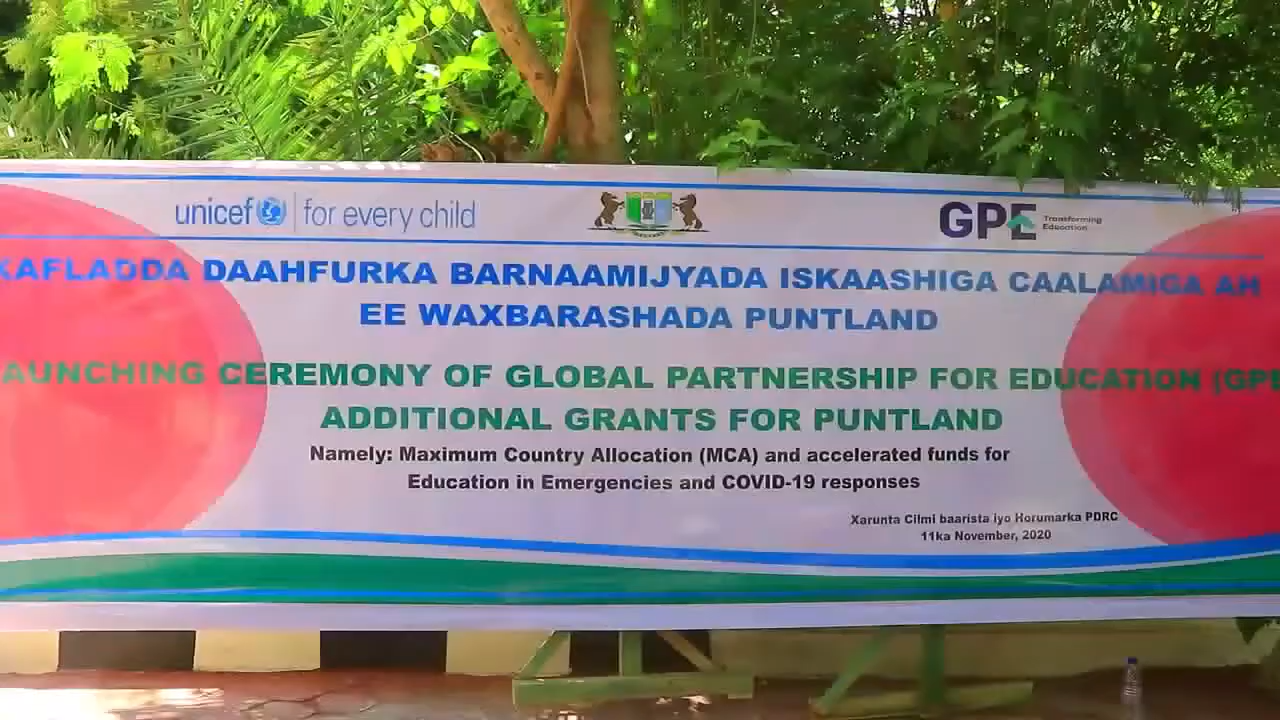 unicef for every child
GPE Transforming Education
KAFLADDA DAAHFURKA BARNAAMIJYADA ISKAASHIGA CAALAMIGA AH
EE WAXBARASHADA PUNTLAND
AUNCHING CEREMONY OF GLOBAL PARTNERSHIP FOR EDUCATION (GPE
ADDITIONAL GRANTS FOR PUNTLAND
Namely: Maximum Country Allocation (MCA) and accelerated funds for
Education in Emergencies and COVID-19 responses
Xarunta Cilmi baarista iyo Horumarka PDRC
11ka November, 2020